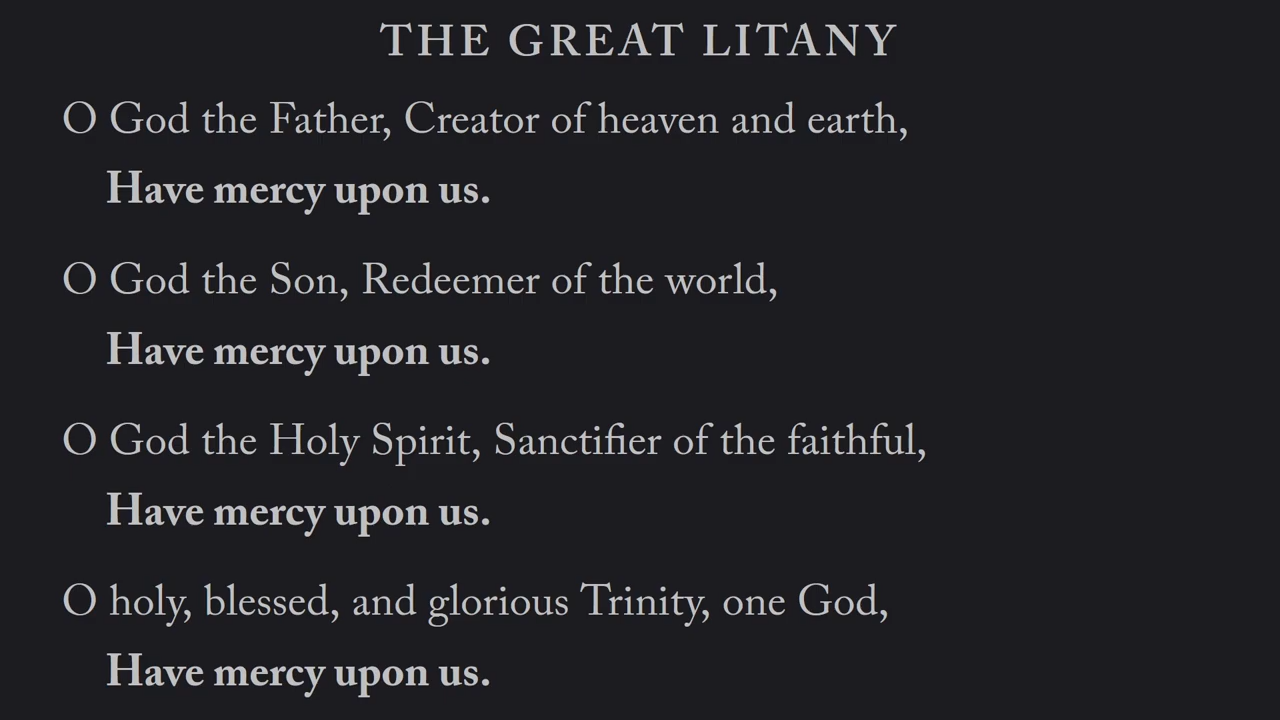 THE GREAT LITANY
O God the Father, Creator of heaven and earth,
Have mercy upon us.
O God the Son, Redeemer of the world,
Have mercy upon us.
O God the Holy Spirit, Sanctifier of the faithful,
Have mercy upon us.
O holy, blessed, and glorious Trinity, one God,
Have mercy upon us.